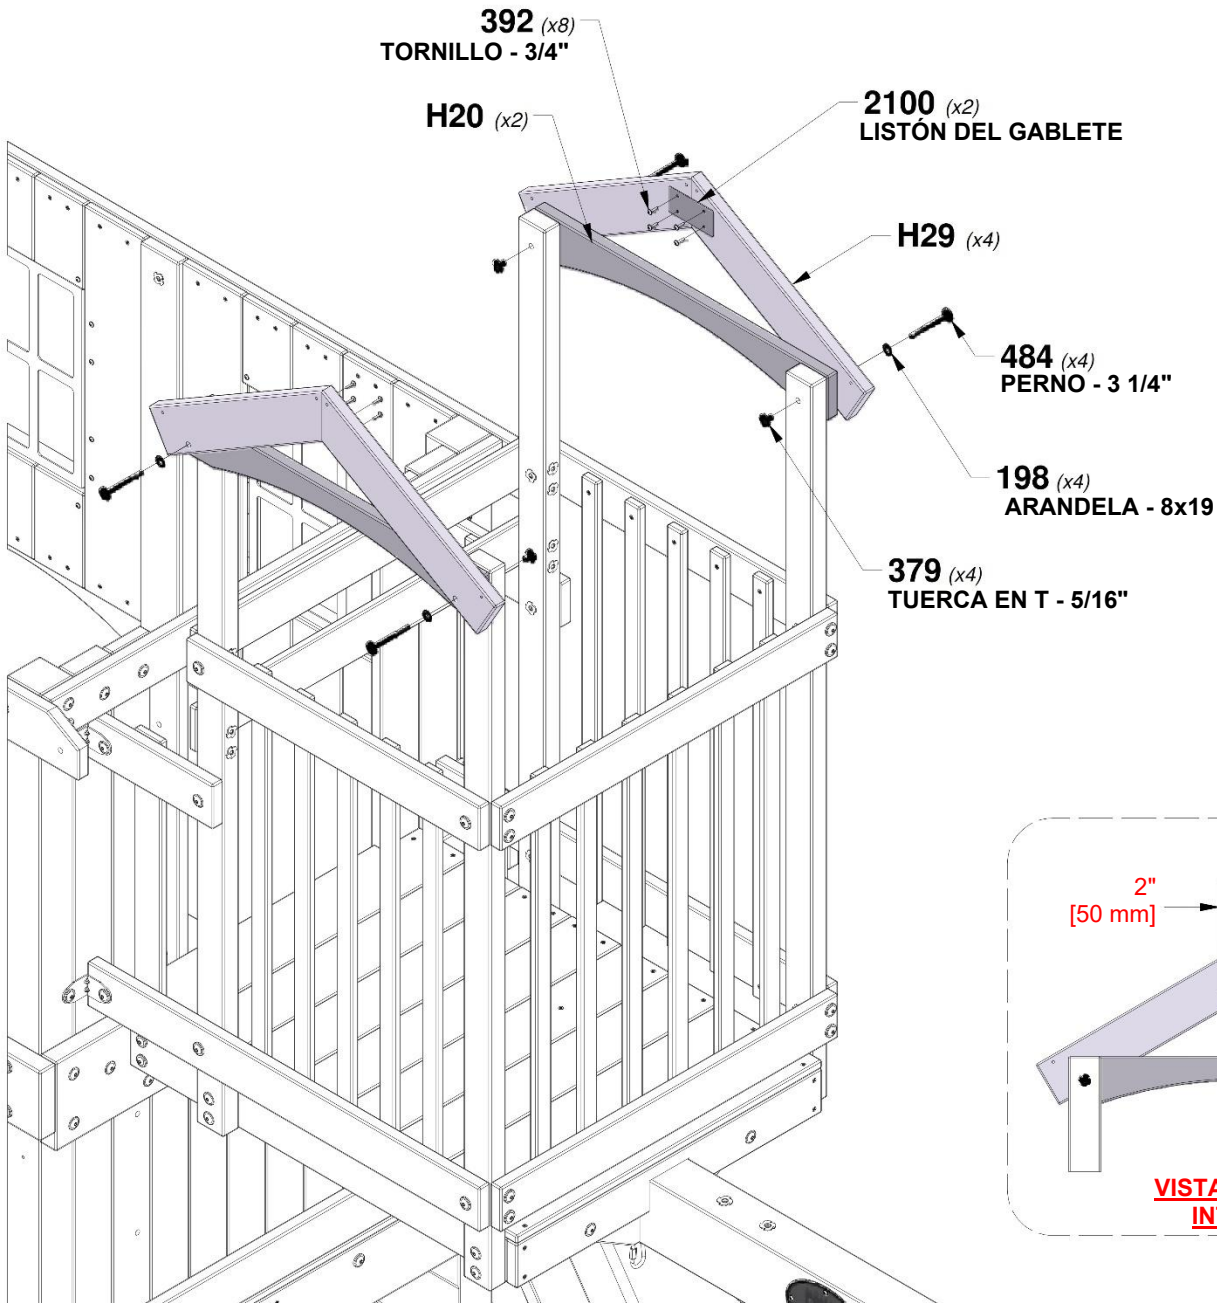 392 (x8)
TORNILLO - 3/4"
H20 (x2)
2100 (x2)
LISTÓN DEL GABLETE
H29 (x4)
484 (x4)
PERNO - 3 1/4"
198 (x4)
ARANDELA - 8x19
379 (x4)
TUERCA EN T - 5/16"
2"
[50 mm]
VISTA